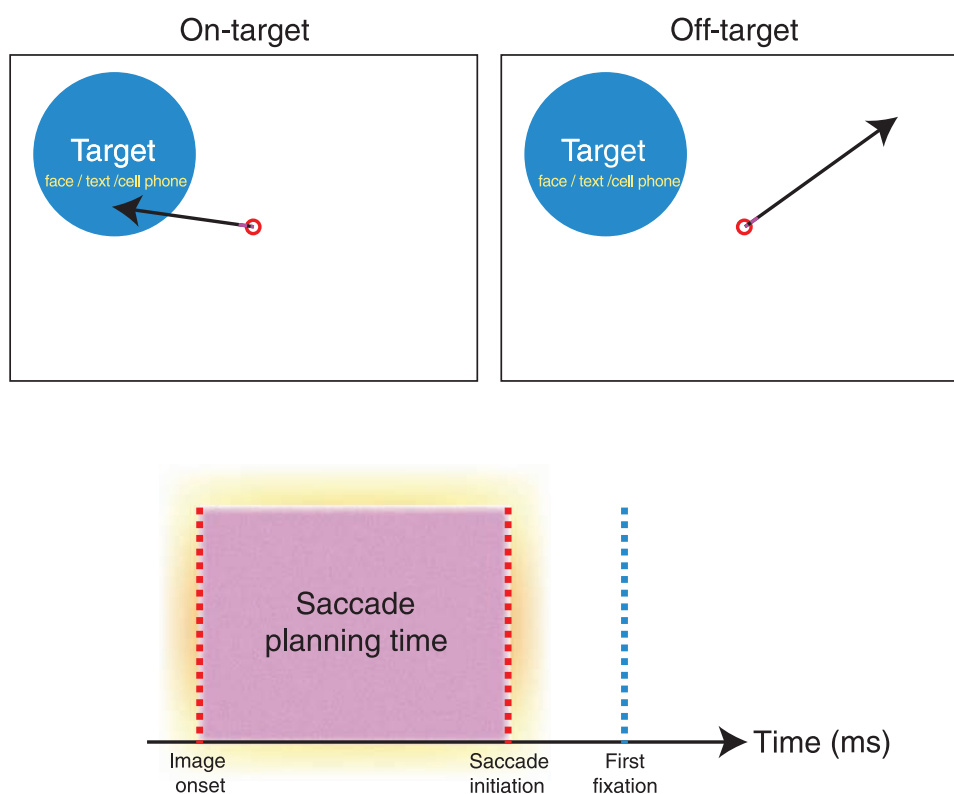 On-target
Off-target
Target
face / text /cell phone
Target
face / text /cell phone
Saccade
planning time
Time (ms)
Image
onset
Saccade
initiation
First
fixation